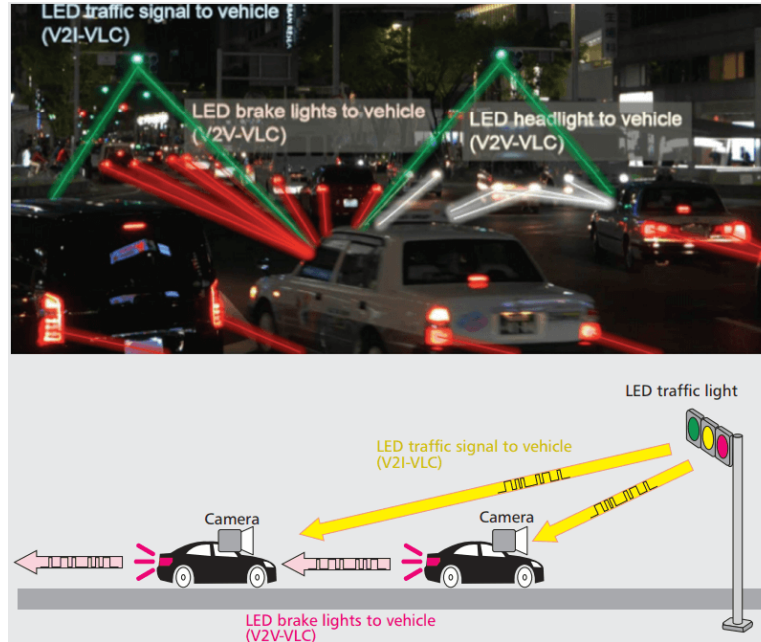 LED traffic signal to vehicle
(V2I-VLC)
LED brake lights to vehicle
(V2V-VLC)
LED headlight to vehicle
(V2V-VLC)
LED traffic light
LED traffic signal to vehicle
(V2I-VLC)
Camera
Camera
LED brake lights to vehicle
(V2V-VLC)